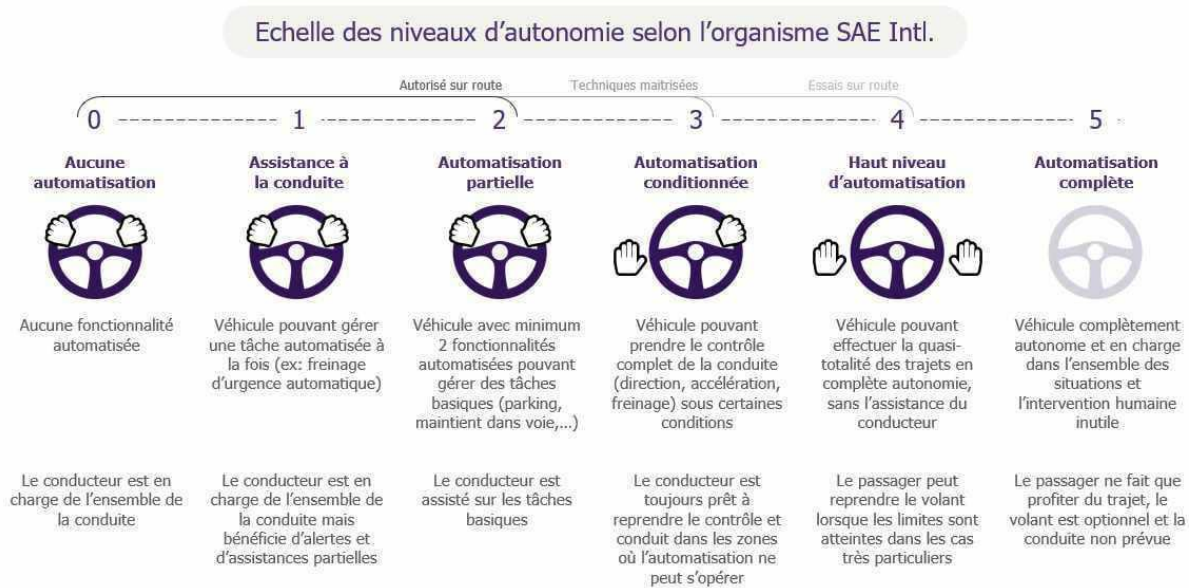 Echelle des niveaux d'autonomie selon l'organisme SAE Intl.
Autorisé sur route
Techniques maitrisées
Essais sur route
0
1
2
3
4
5
Aucune
automatisation
Assistance à
la conduite
Automatisation
partielle
Automatisation
conditionnée
Haut niveau
d'automatisation
Automatisation
complète
Aucune fonctionnalité
automatisée
Véhicule pouvant gérer
une tâche automatisée à
la fois (ex: freinage
d'urgence automatique)
Véhicule avec minimum
2 fonctionnalités
automatisées pouvant
gérer des tâches
basiques (parking,
maintient dans voie,...)
Véhicule pouvant
prendre le contrôle
complet de la conduite
(direction, accélération,
freinage) sous certaines
conditions
Véhicule pouvant
effectuer la quasi-
totalité des trajets en
complète autonomie,
sans l'assistance du
conducteur
Véhicule complètement
autonome et en charge
dans l'ensemble des
situations et
l'intervention humaine
inutile
Le conducteur est en
charge de l'ensemble de
la conduite
Le conducteur est en
charge de l'ensemble de
la conduite mais
bénéficie d'alertes et
d'assistances partielles
Le conducteur est
assisté sur les tâches
basiques
Le conducteur est
toujours prêt à
reprendre le contrôle et
conduit dans les zones
où l'automatisation ne
peut s'opérer
Le passager peut
reprendre le volant
lorsque les limites sont
atteintes dans les cas
très particuliers
Le passager ne fait que
profiter du trajet, le
volant est optionnel et la
conduite non prévue